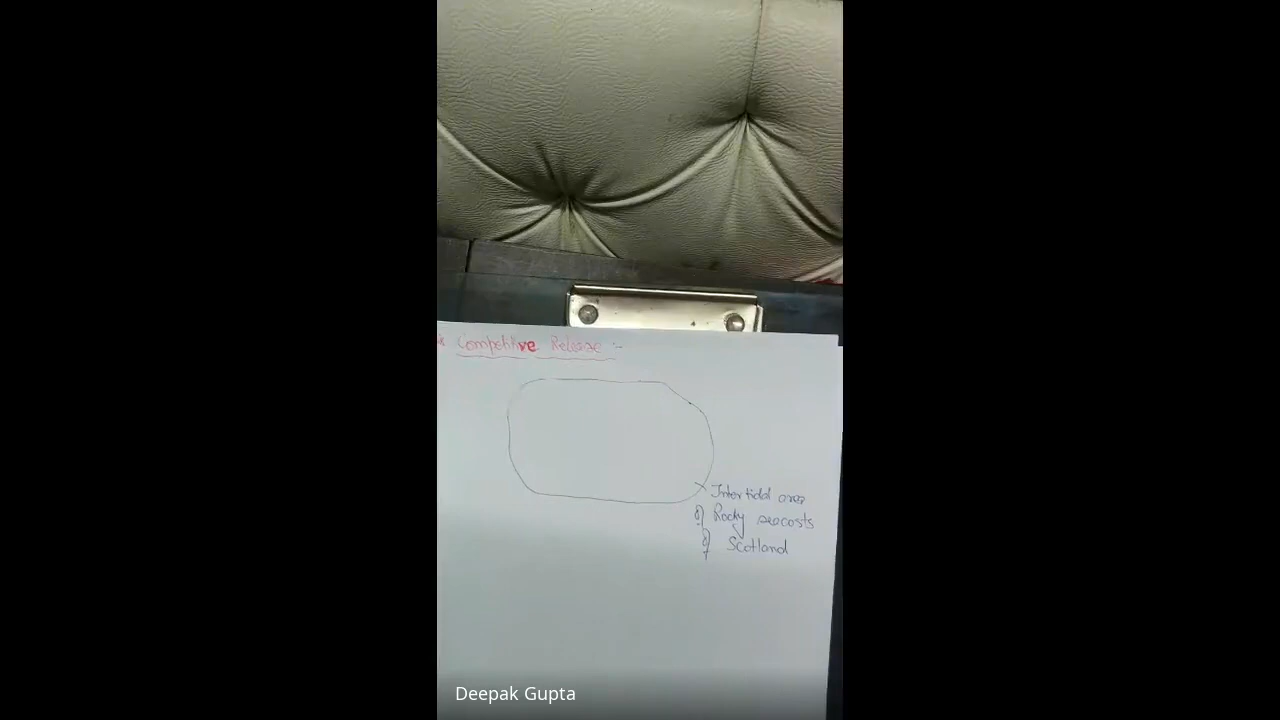 * Competitive Release :-
Inter tidal area
of Rocky seacosts
of Scotland
Deepak Gupta